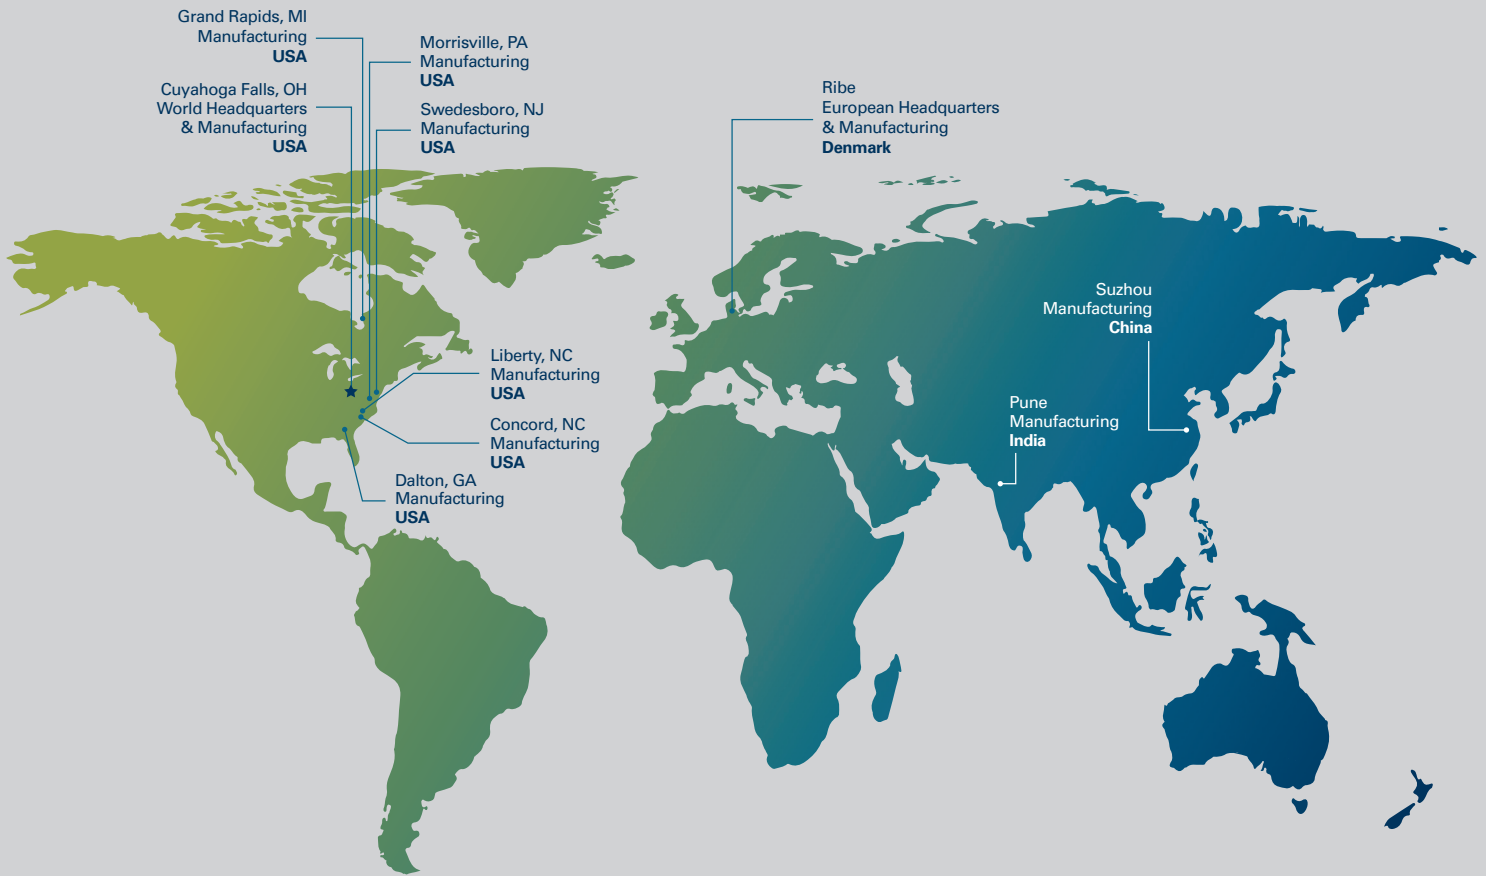 Grand Rapids, MI
Manufacturing
USA
Cuyahoga Falls, OH
World Headquarters
& Manufacturing
USA
Morrisville, PA
Manufacturing
USA
Swedesboro, NJ
Manufacturing
USA
Ribe
European Headquarters
& Manufacturing
Denmark
Suzhou
Manufacturing
China
Liberty, NC
Manufacturing
USA
Pune
Manufacturing
India
Concord, NC
Manufacturing
USA
Dalton, GA
Manufacturing
USA